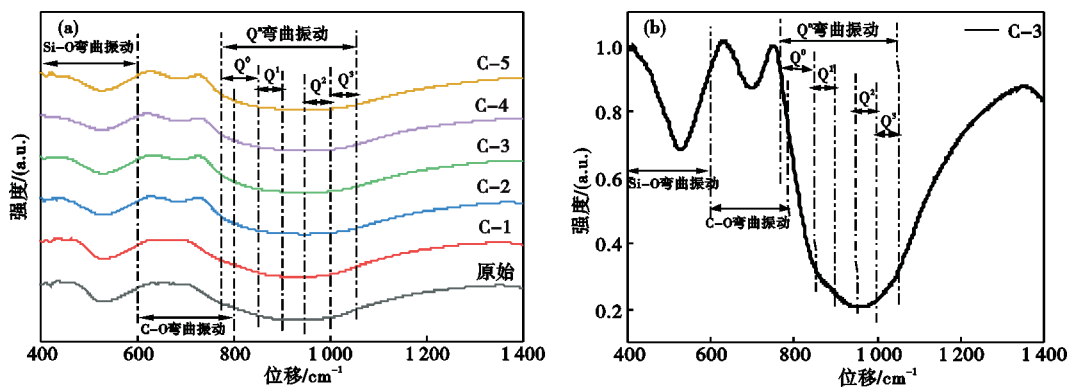 (a)
Qⁿ弯曲振动
Si-O弯曲振动
Q⁰
Q¹
Q²
Q³
C-5
C-4
C-3
C-2
C-1
原始
C-O弯曲振动
强度/(a.u.)
400
600
800
1 000
1 200
1 400
位移/cm⁻¹
(b)
C-3
Qⁿ弯曲振动
Q⁰
Q¹
Q²
Q³
Si-O弯曲振动
C-O弯曲振动
强度/(a.u.)
1.0
0.8
0.6
0.4
0.2
400
600
800
1 000
1 200
1 400
位移/cm⁻¹